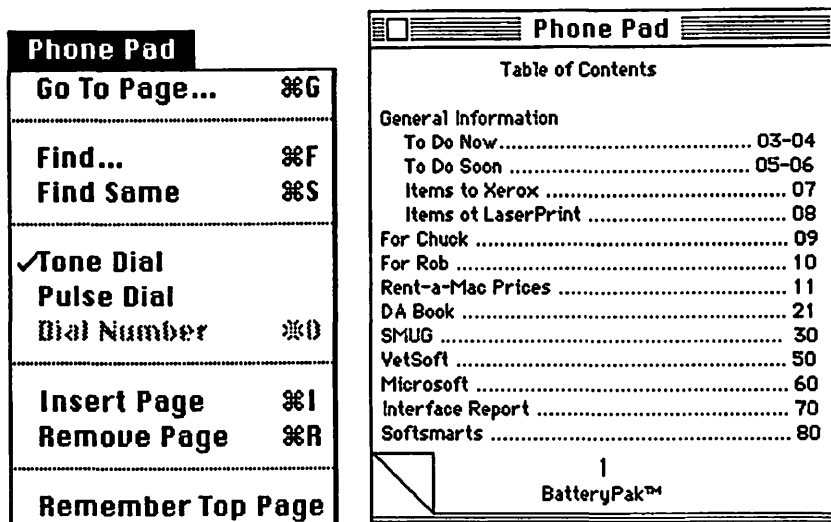 Phone Pad
Go To Page... ⌘G
Find... ⌘F
Find Same ⌘S
✓Tone Dial
Pulse Dial
Dial Number ⌘D
Insert Page ⌘I
Remove Page ⌘R
Remember Top Page
Phone Pad
Table of Contents
General Information
To Do Now.......................................... 03-04
To Do Soon ........................................ 05-06
Items to Xerox .......................................... 07
Items ot LaserPrint .................................. 08
For Chuck .................................................... 09
For Rob ........................................................ 10
Rent-a-Mac Prices ...................................... 11
DA Book ........................................................ 21
SMUG ............................................................ 30
VetSoft ......................................................... 50
Microsoft ..................................................... 60
Interface Report .......................................... 70
Softsmarts ................................................... 80
1
BatteryPak™